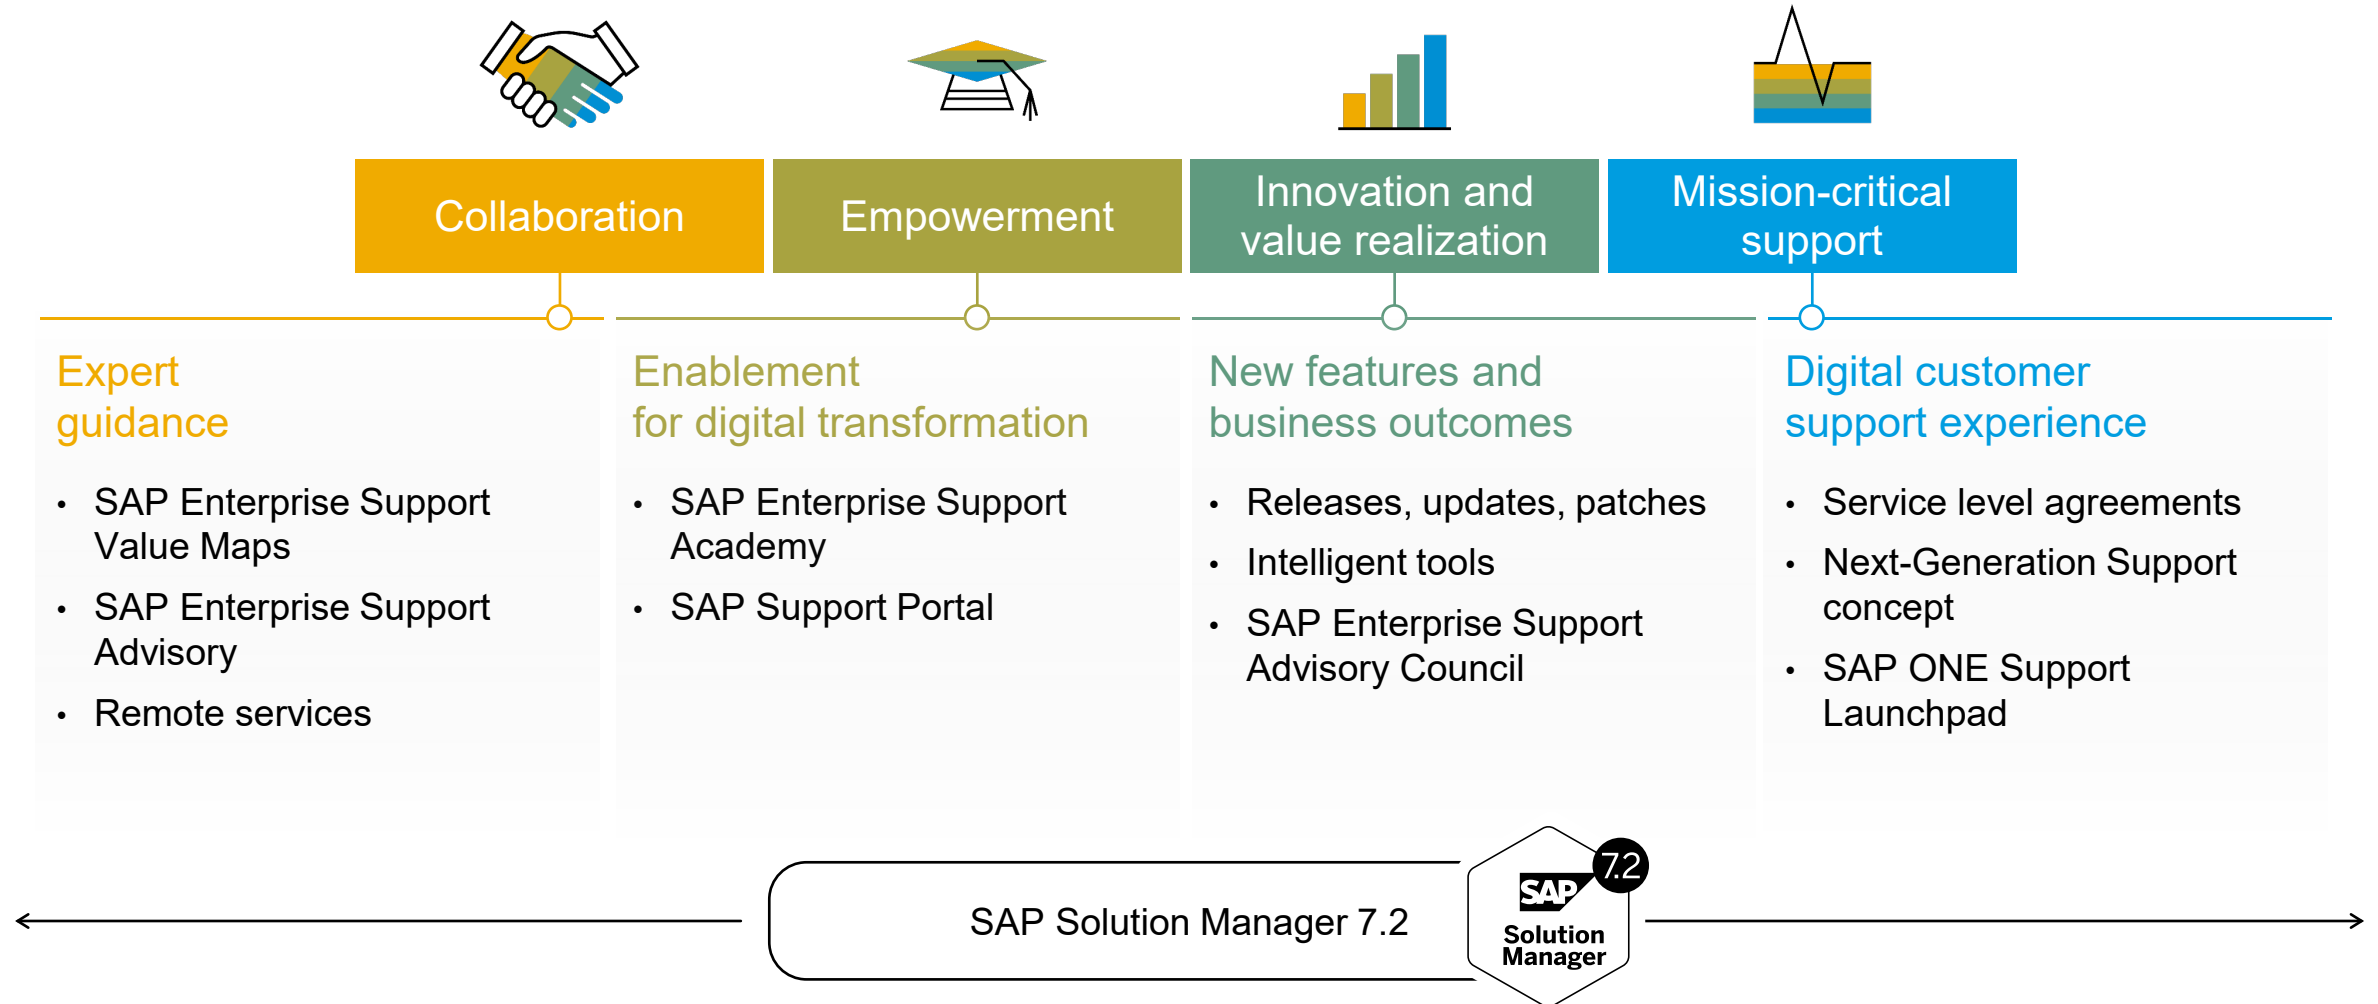 Collaboration
Empowerment
Innovation and
value realization
Mission-critical
support
Expert
guidance
• SAP Enterprise Support
Value Maps
• SAP Enterprise Support
Advisory
• Remote services
Enablement
for digital transformation
• SAP Enterprise Support
Academy
• SAP Support Portal
New features and
business outcomes
• Releases, updates, patches
• Intelligent tools
• SAP Enterprise Support
Advisory Council
Digital customer
support experience
• Service level agreements
• Next-Generation Support
concept
• SAP ONE Support
Launchpad
SAP Solution Manager 7.2
7.2
SAP
Solution
Manager